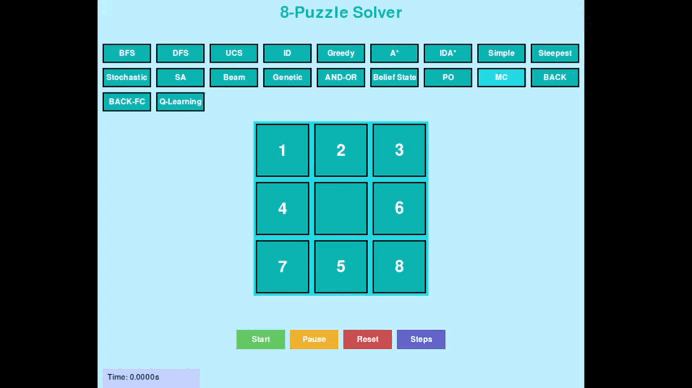 8-Puzzle Solver
BFS DFS UCS ID Greedy A* IDA* Simple Steepest
Stochastic SA Beam Genetic AND-OR Belief State PO MC BACK
BACK-FC Q-Learning
1 2 3
4 6
7 5 8
Start Pause Reset Steps
Time: 0.0000s